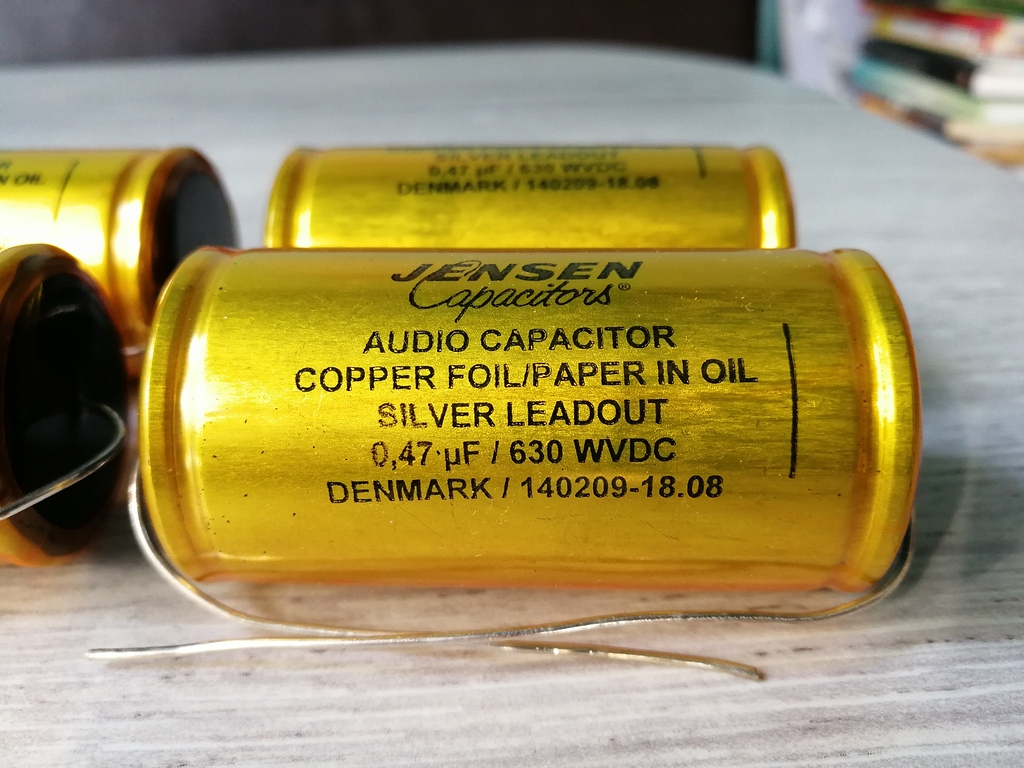 N OIL
SILVER LEADOUT
0,47 µF / 630 WVDC
DENMARK / 140209-18.08
JENSEN
Capacitors®
AUDIO CAPACITOR
COPPER FOIL/PAPER IN OIL
SILVER LEADOUT
0,47 µF / 630 WVDC
DENMARK / 140209-18.08